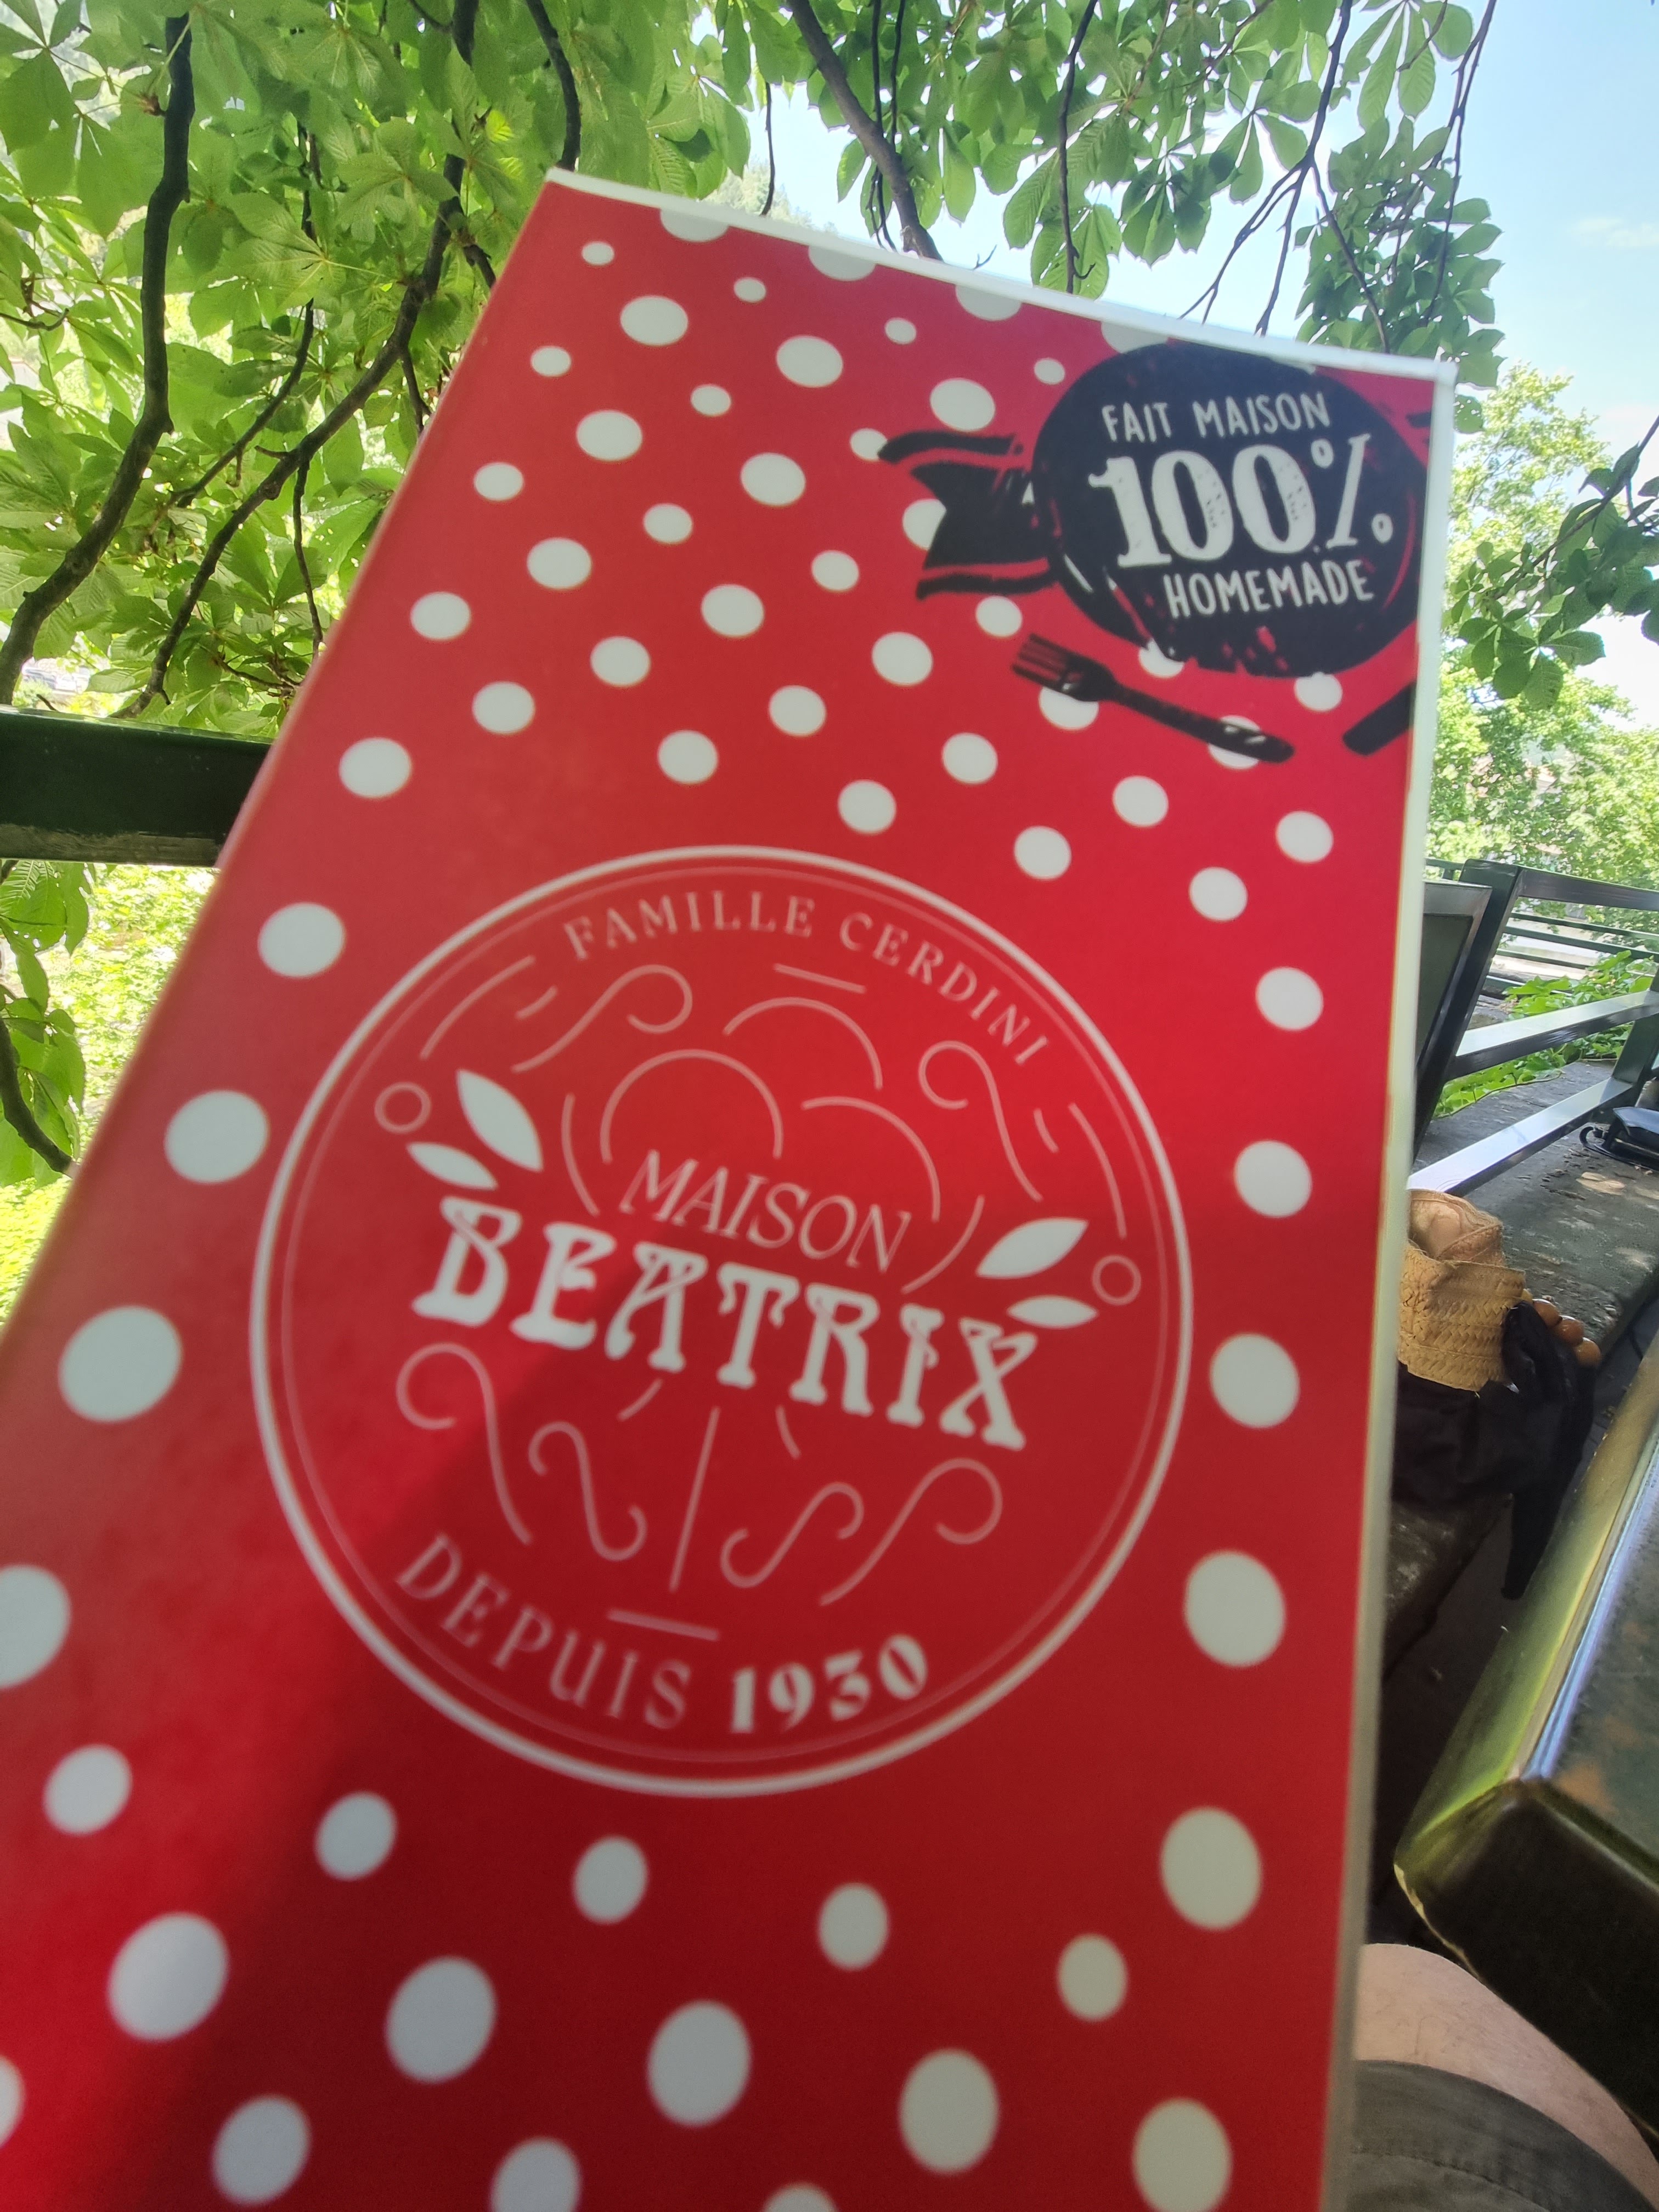 FAIT MAISON
100%
HOMEMADE
FAMILLE CERDINI
MAISON
BEATRIX
DEPUIS 1930